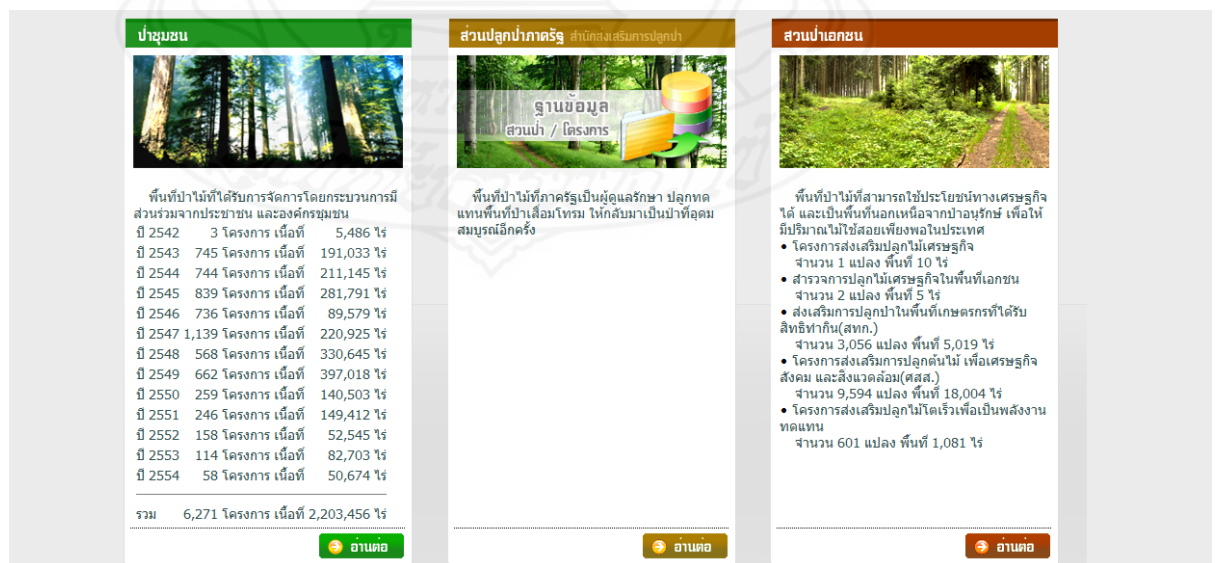 ป่าชุมชน
พื้นที่ป่าไม้ที่ได้รับการจัดการโดยกระบวนการมี
ส่วนร่วมจากประชาชน และองค์กรชุมชน
ปี 2542 3 โครงการ เนื้อที่ 5,486 ไร่
ปี 2543 745 โครงการ เนื้อที่ 191,033 ไร่
ปี 2544 744 โครงการ เนื้อที่ 211,145 ไร่
ปี 2545 839 โครงการ เนื้อที่ 281,791 ไร่
ปี 2546 736 โครงการ เนื้อที่ 89,579 ไร่
ปี 2547 1,139 โครงการ เนื้อที่ 220,925 ไร่
ปี 2548 568 โครงการ เนื้อที่ 330,645 ไร่
ปี 2549 662 โครงการ เนื้อที่ 397,018 ไร่
ปี 2550 259 โครงการ เนื้อที่ 140,503 ไร่
ปี 2551 246 โครงการ เนื้อที่ 149,412 ไร่
ปี 2552 158 โครงการ เนื้อที่ 52,545 ไร่
ปี 2553 114 โครงการ เนื้อที่ 82,703 ไร่
ปี 2554 58 โครงการ เนื้อที่ 50,674 ไร่
รวม 6,271 โครงการ เนื้อที่ 2,203,456 ไร่
อ่านต่อ
ส่วนปลูกป่าภาครัฐ สำนักส่งเสริมการปลูกป่า
ฐานข้อมูล
สวนป่า / โครงการ
พื้นที่ป่าไม้ที่ภาครัฐเป็นผู้ดูแลรักษา ปลูกทด
แทนพื้นที่ป่าเสื่อมโทรม ให้กลับมาเป็นป่าที่อุดม
สมบูรณ์อีกครั้ง
อ่านต่อ
สวนป่าเอกชน
พื้นที่ป่าไม้ที่สามารถใช้ประโยชน์ทางเศรษฐกิจ
ได้ และเป็นพื้นที่นอกเหนือจากป่าอนุรักษ์ เพื่อให้
มีปริมาณไม้ใช้สอยเพียงพอในประเทศ
• โครงการส่งเสริมปลูกไม้เศรษฐกิจ
จำนวน 1 แปลง พื้นที่ 10 ไร่
• สำรวจการปลูกไม้เศรษฐกิจในพื้นที่เอกชน
จำนวน 2 แปลง พื้นที่ 5 ไร่
• ส่งเสริมการปลูกป่าในพื้นที่เกษตรกรที่ได้รับ
สิทธิทำกิน(สทก.)
จำนวน 3,056 แปลง พื้นที่ 5,019 ไร่
• โครงการส่งเสริมการปลูกต้นไม้ เพื่อเศรษฐกิจ
สังคม และสิ่งแวดล้อม(ศสส.)
จำนวน 9,594 แปลง พื้นที่ 18,004 ไร่
• โครงการส่งเสริมปลูกไม้โตเร็วเพื่อเป็นพลังงาน
ทดแทน
จำนวน 601 แปลง พื้นที่ 1,081 ไร่
อ่านต่อ